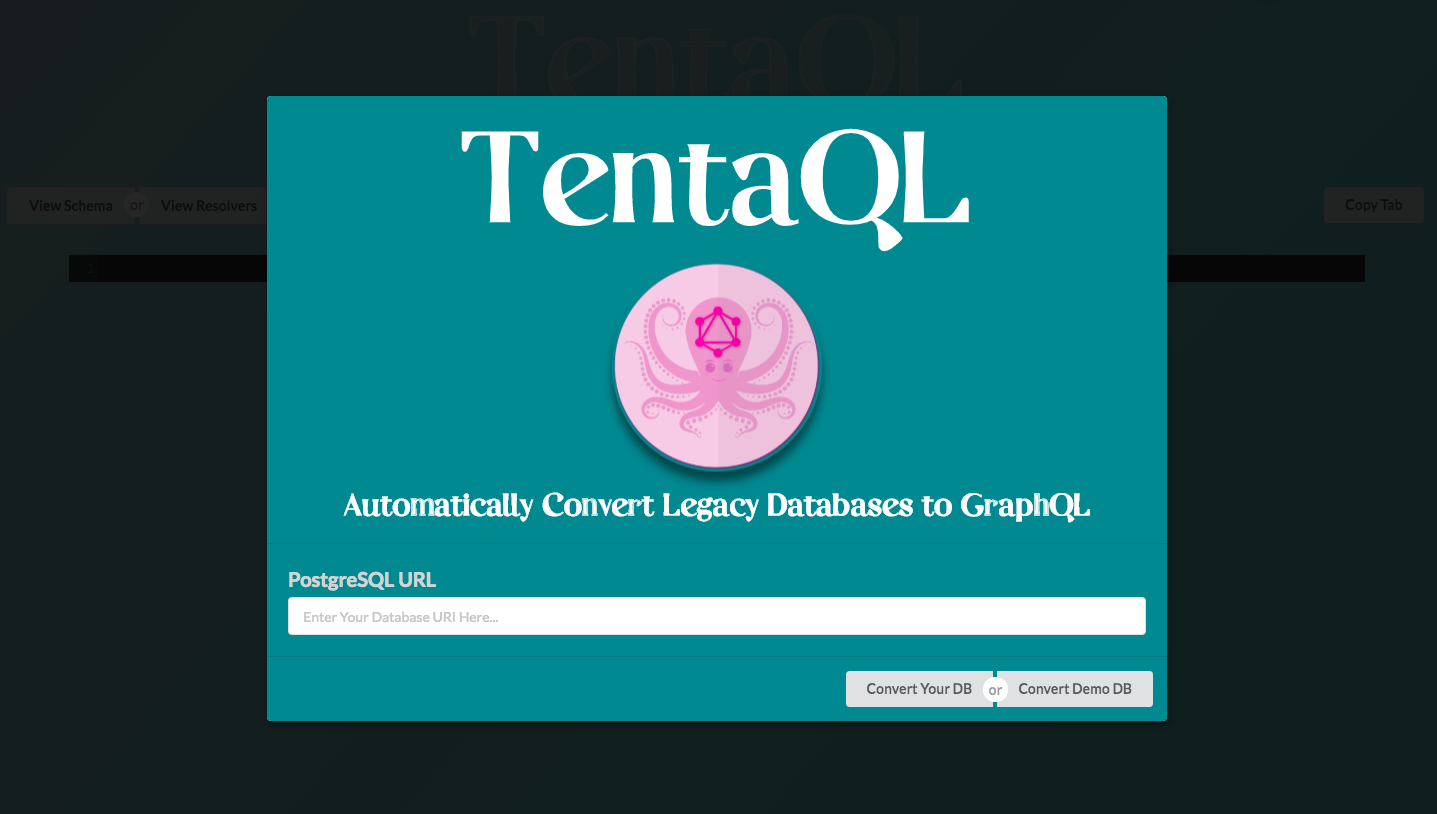 TentaQL
TentaQL
View Schema or View Resolvers
Copy Tab
1
Automatically Convert Legacy Databases to GraphQL
PostgreSQL URL
Enter Your Database URI Here...
Convert Your DB or Convert Demo DB